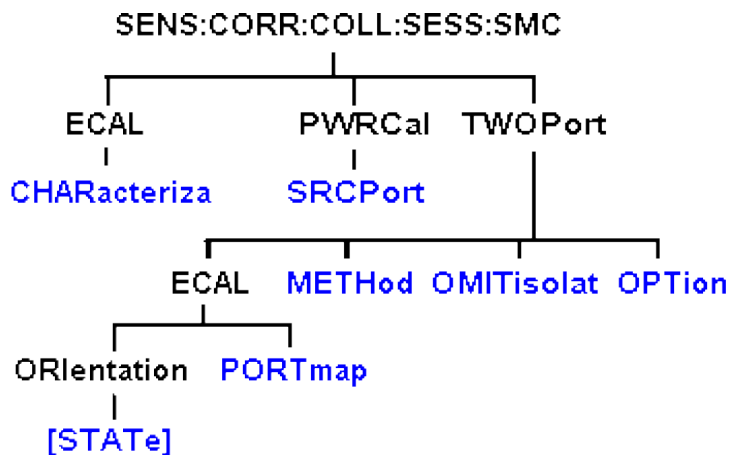 SENS:CORR:COLL:SESS:SMC
ECAL PWRCal TWOPort
CHARacteriza SRCPort
ECAL METHod OMITisolat OPTion
ORIentation PORTmap
[STATe]